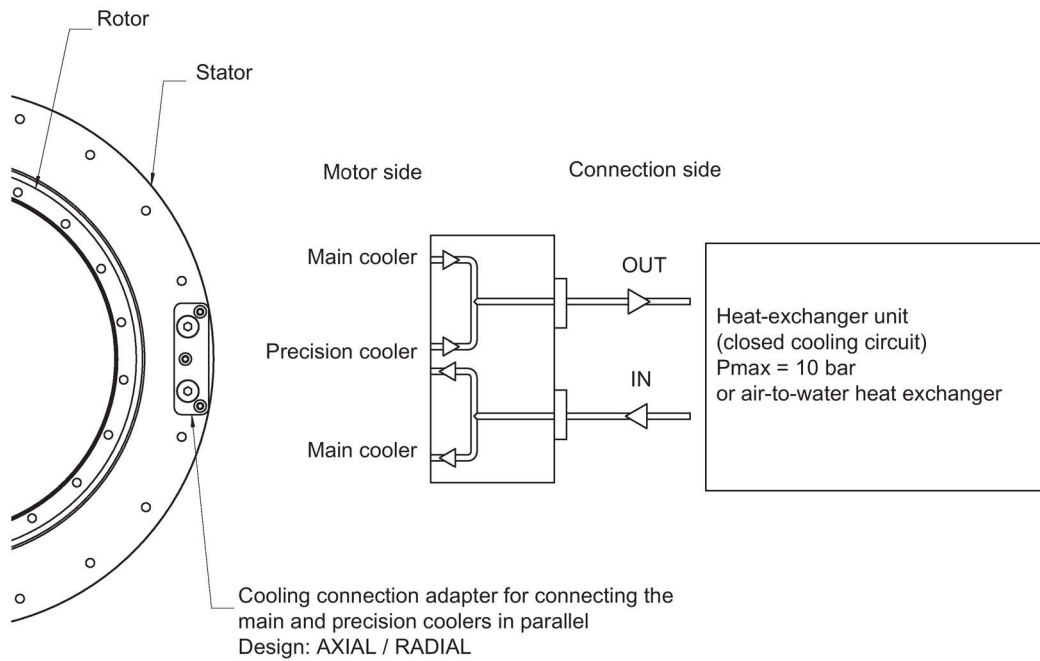 Rotor
Stator
Motor side
Connection side
Main cooler
OUT
Precision cooler
IN
Main cooler
Heat-exchanger unit
(closed cooling circuit)
Pmax = 10 bar
or air-to-water heat exchanger
Cooling connection adapter for connecting the
main and precision coolers in parallel
Design: AXIAL / RADIAL